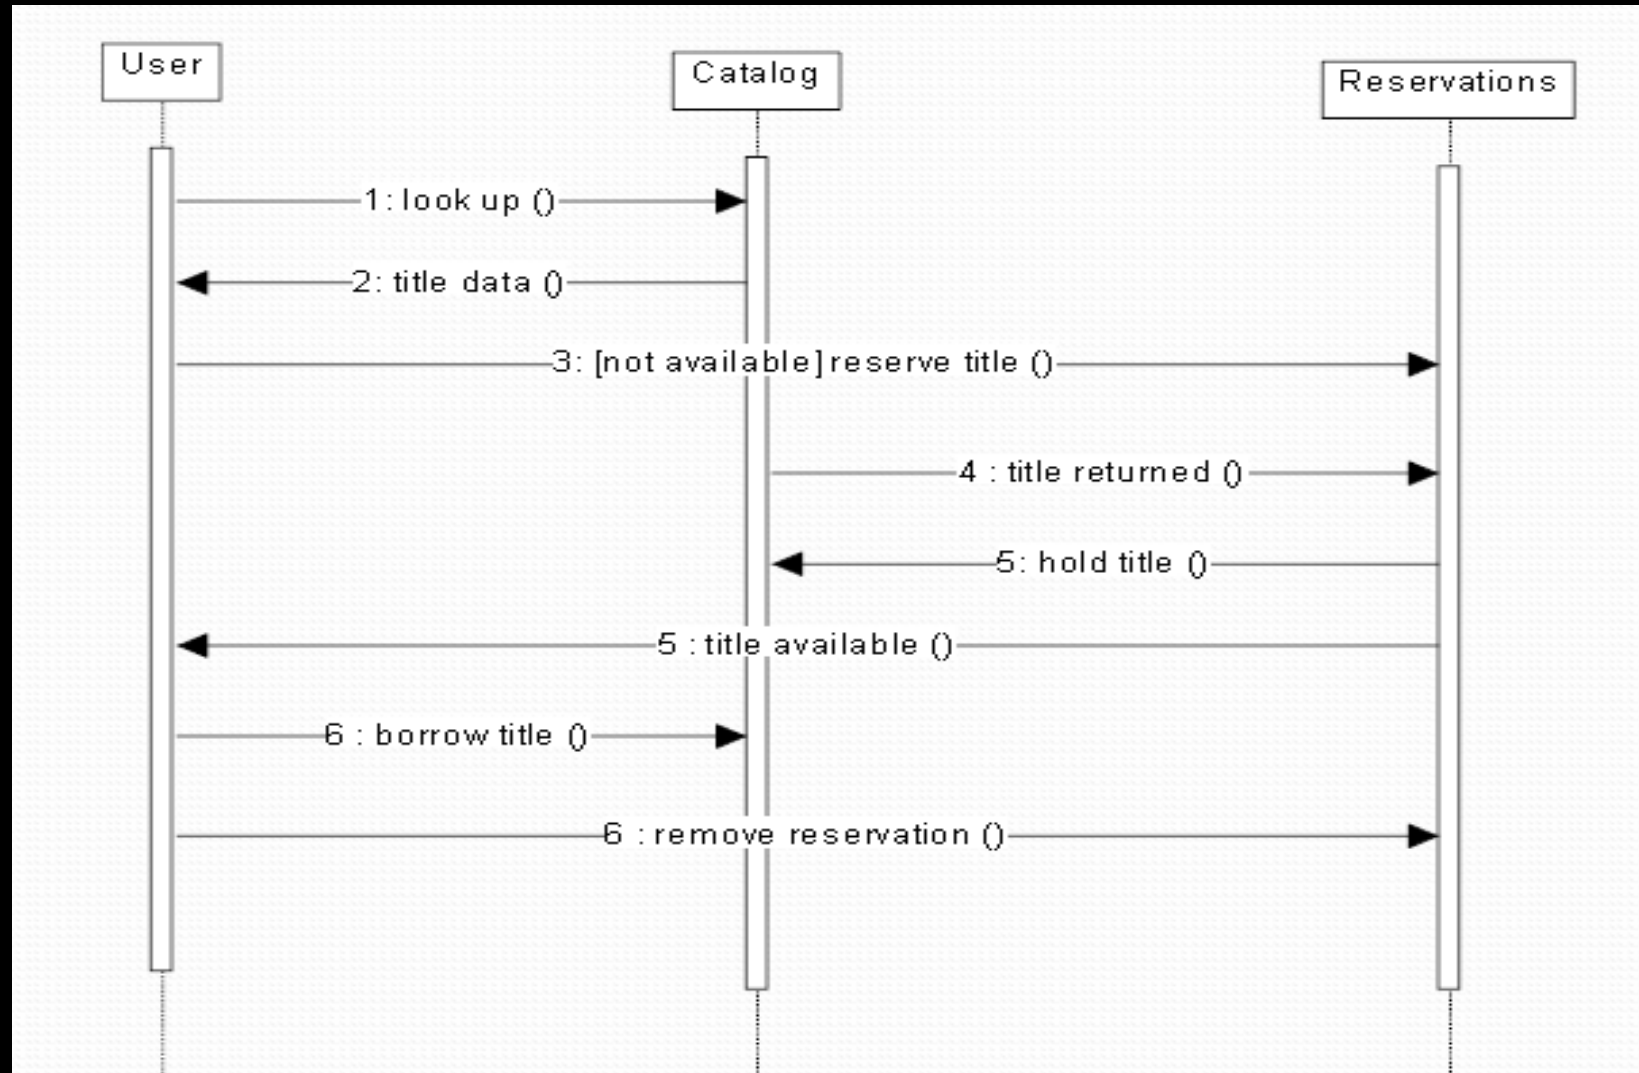 User
Catalog
Reservations
1: look up ()
2: title data ()
3: [not available] reserve title ()
4 : title returned ()
5: hold title ()
5 : title available ()
6 : borrow title ()
6 : remove reservation ()